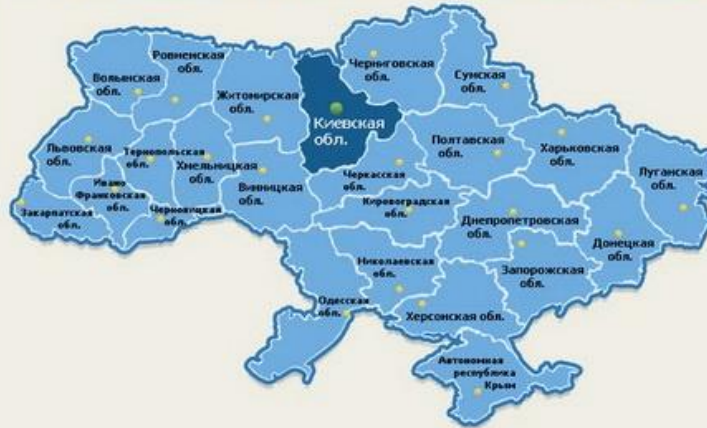 Волынская
обл.
Ровненская
обл.
Житомирская
обл.
Киевская
обл.
Черниговская
обл.
Сумская
обл.
Львовская
обл.
Тернопольская
обл.
Хмельницкая
обл.
Винницкая
обл.
Черкасская
обл.
Полтавская
обл.
Харьковская
обл.
Луганская
обл.
Закарпатская
обл.
Ивано
Франковская
обл.
Черновицкая
обл.
Кировоградская
обл.
Днепропетровская
обл.
Донецкая
обл.
Одесская
обл.
Николаевская
обл.
Херсонская обл.
Запорожская
обл.
Автономная
республика
Крым